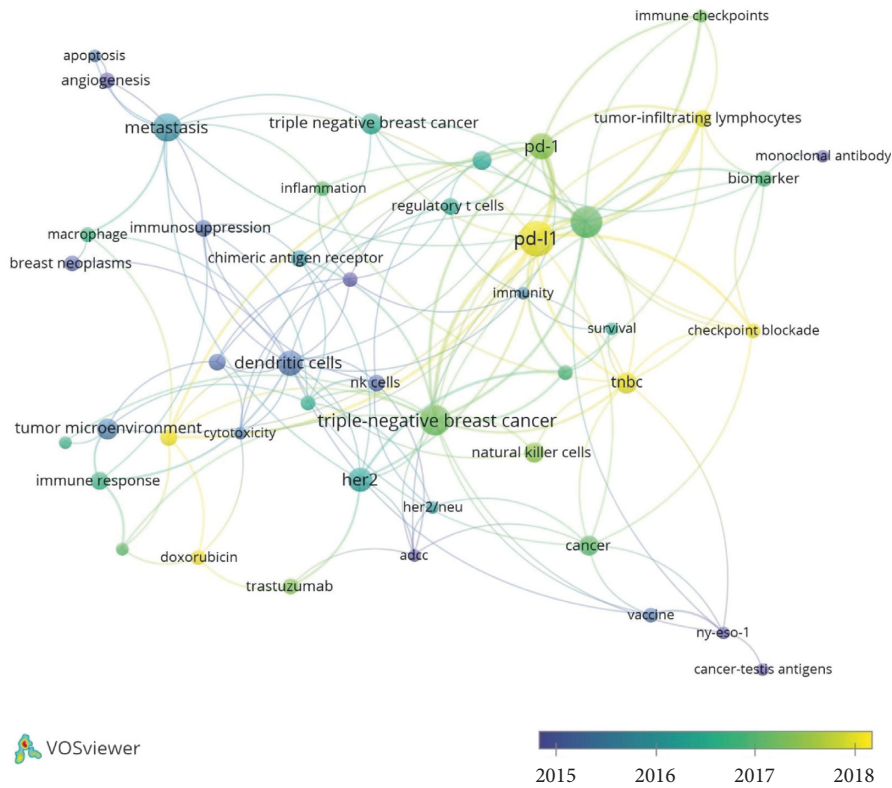 immune checkpoints
apoptosis
angiogenesis
metastasis
triple negative breast cancer
tumor-infiltrating lymphocytes
pd-1
monoclonal antibody
biomarker
inflammation
regulatory t cells
macrophage
immunosuppression
pd-l1
breast neoplasms
chimeric antigen receptor
immunity
survival
checkpoint blockade
dendritic cells
nk cells
tnbc
triple-negative breast cancer
tumor microenvironment
cytotoxicity
natural killer cells
immune response
her2
her2/neu
doxorubicin
adcc
cancer
trastuzumab
vaccine
ny-eso-1
cancer-testis antigens
VOSviewer
2015 2016 2017 2018